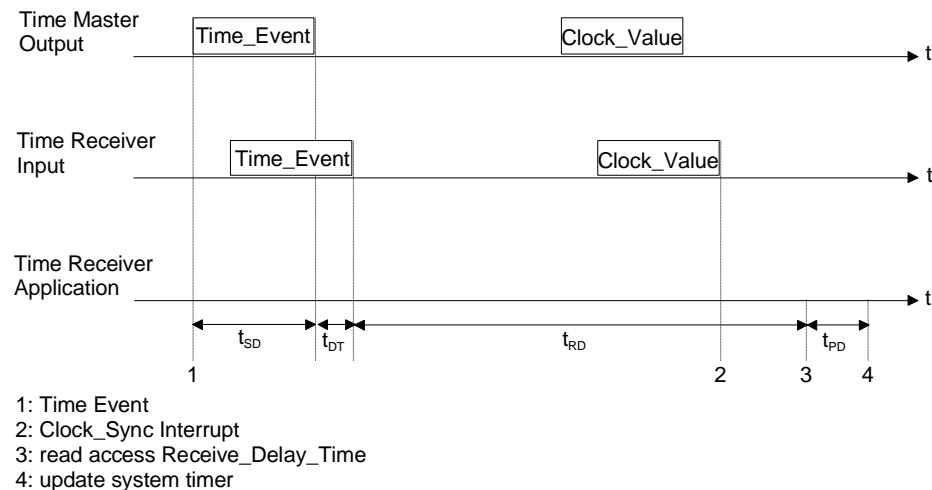 Time Master
Output
Time_Event
Clock_Value
t
Time Receiver
Input
Time_Event
Clock_Value
t
Time Receiver
Application
t
tSD
tDT
tRD
tPD
1
2
3
4
1: Time Event
2: Clock_Sync Interrupt
3: read access Receive_Delay_Time
4: update system timer